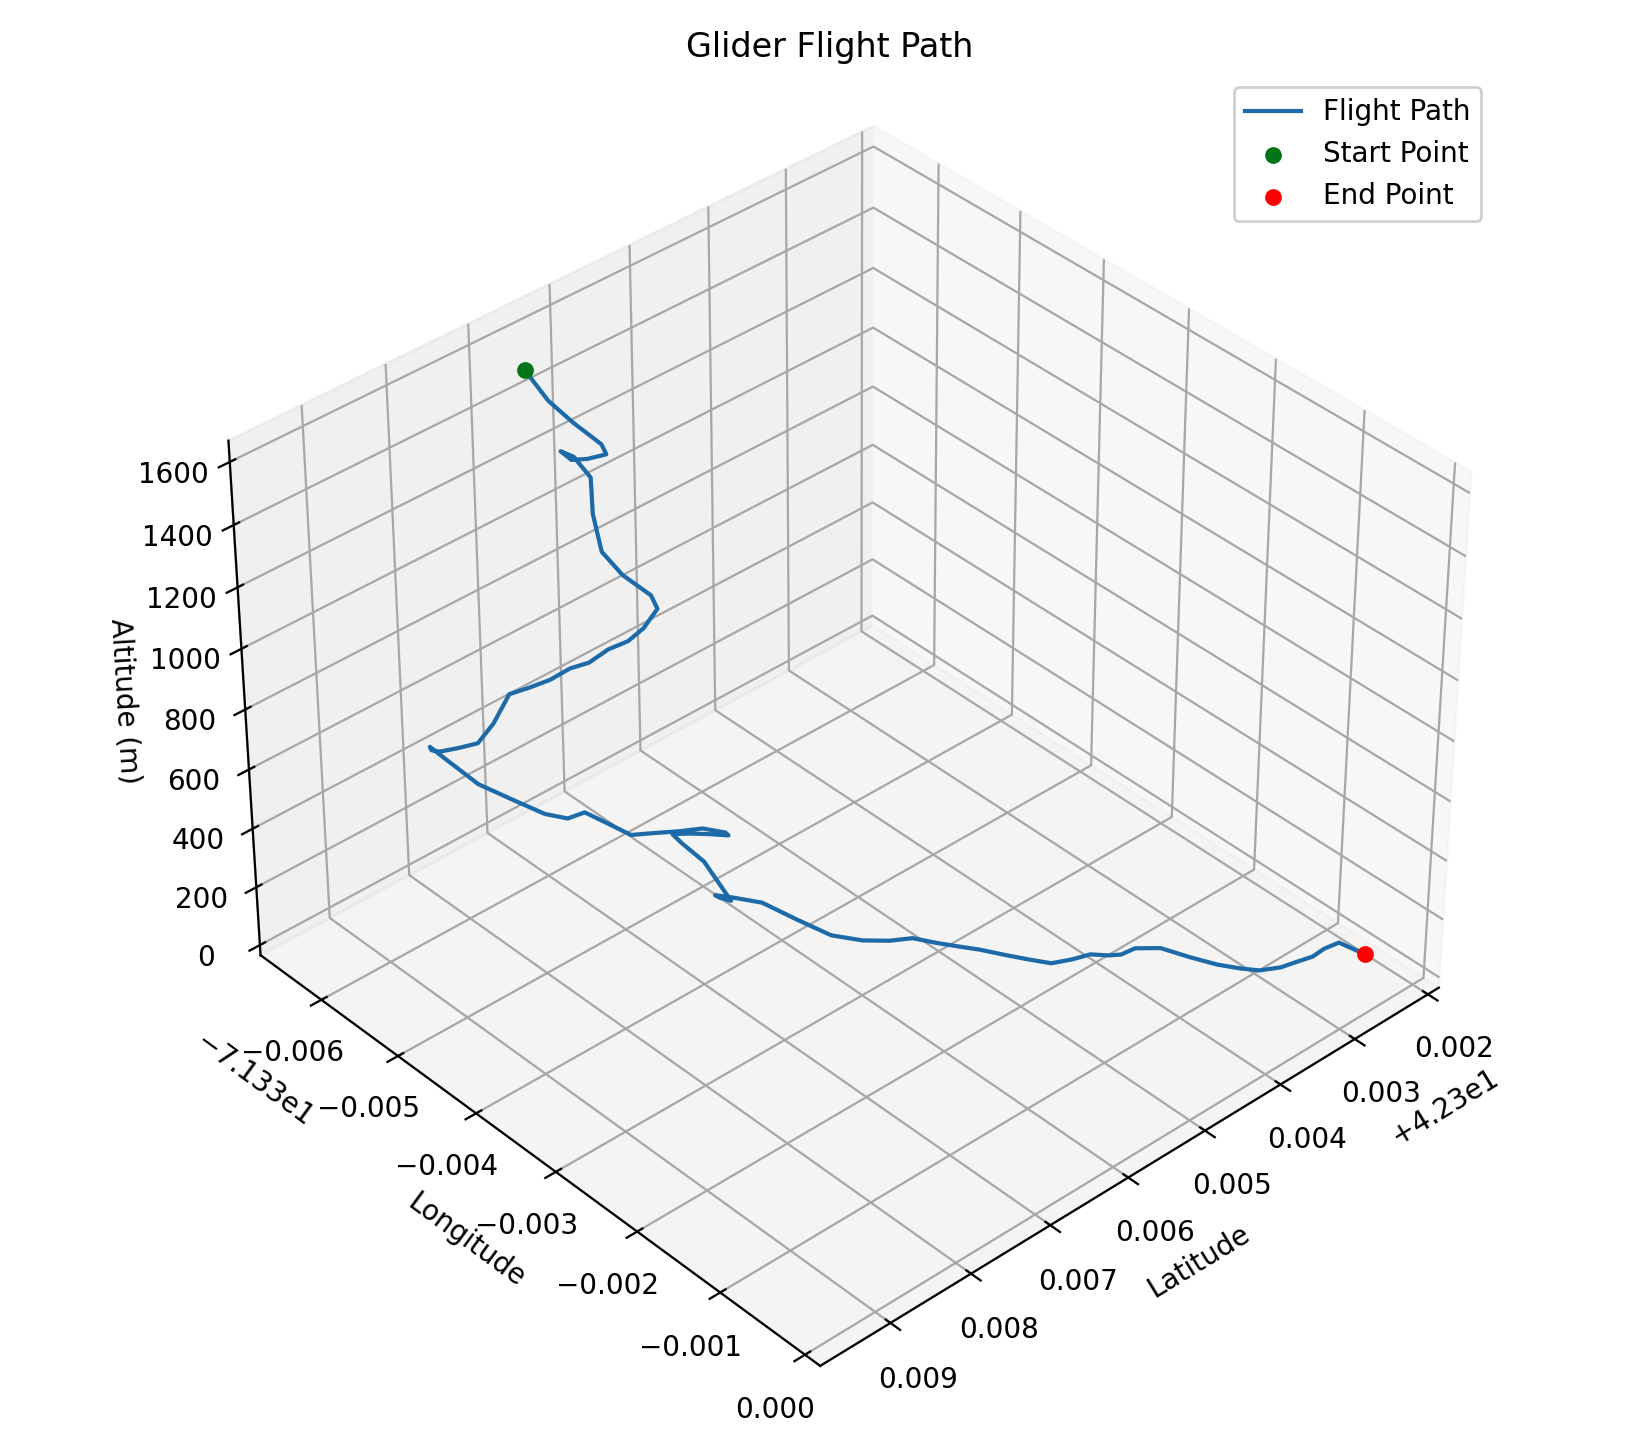 Glider Flight Path
Flight Path
Start Point
End Point
1600
1400
1200
1000
800
600
400
200
0
Altitude (m)
−7.133e1
−0.006
−0.005
−0.004
−0.003
−0.002
−0.001
0.000
Longitude
0.002
0.003
0.004
0.005
0.006
0.007
0.008
0.009
+4.23e1
Latitude